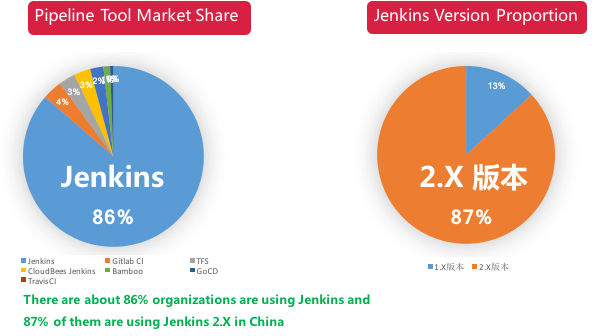 Pipeline Tool Market Share
Jenkins Version Proportion
4%
3%
3%
2%
Jenkins
86%
13%
2.X 版本
87%
Jenkins
Gitlab CI
TFS
CloudBees Jenkins
Bamboo
GoCD
TravisCI
1.X版本
2.X版本
There are about 86% organizations are using Jenkins and
87% of them are using Jenkins 2.X in China